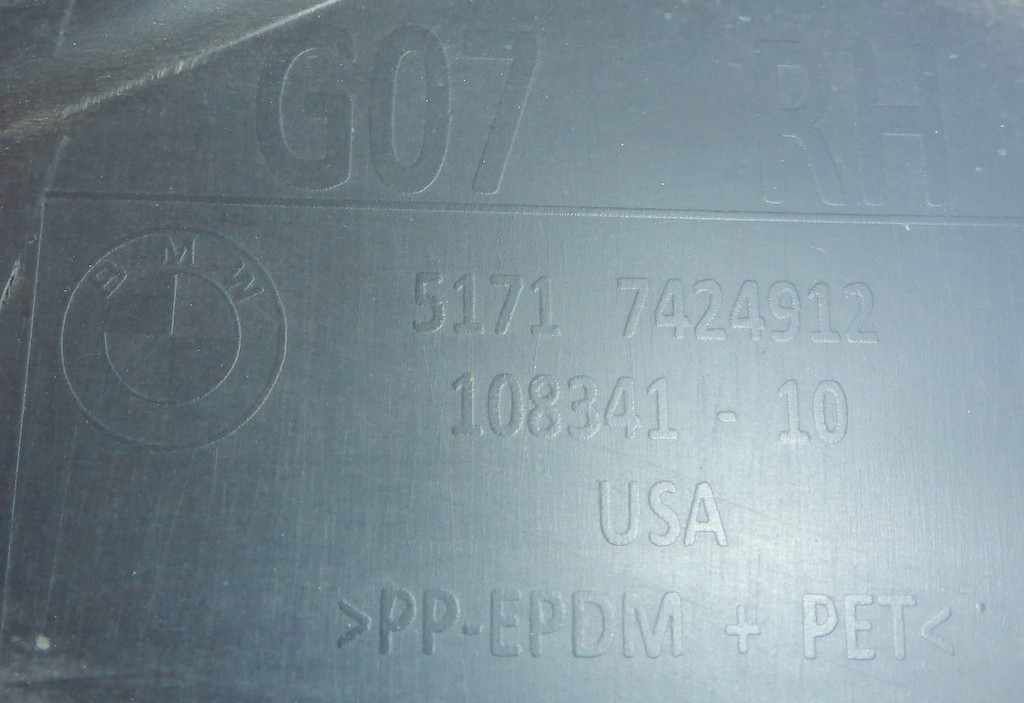 G07 RH
BMW
5171 7424912
108341 - 10
USA
>PP-EPDM + PET<